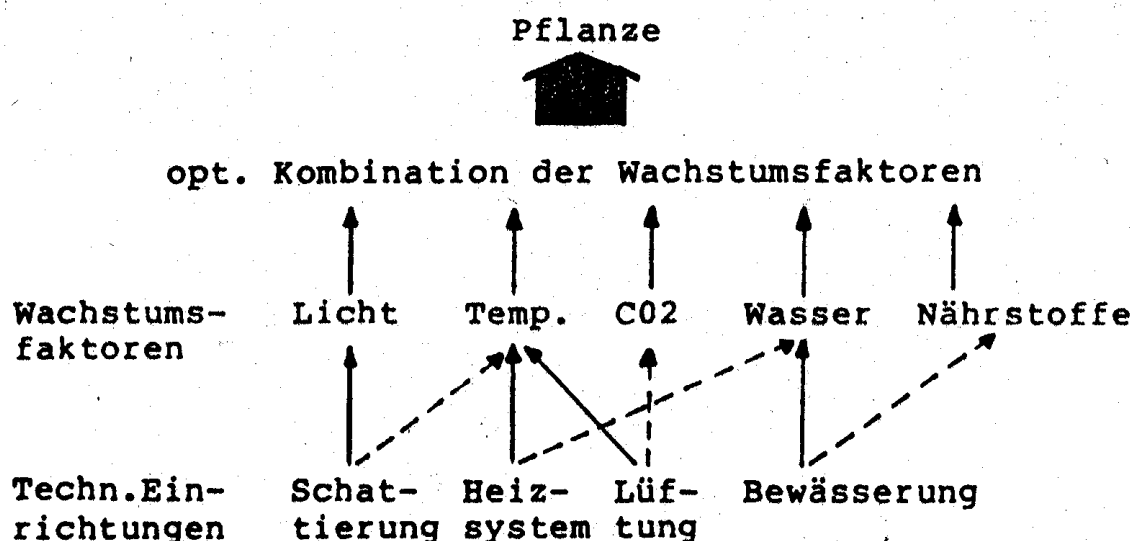 Pflanze
opt. Kombination der Wachstumsfaktoren
Wachstums- Licht Temp. CO2 Wasser Nährstoffe
faktoren
Techn.Ein- Schat- Heiz- Lüf- Bewässerung
richtungen tierung system tung